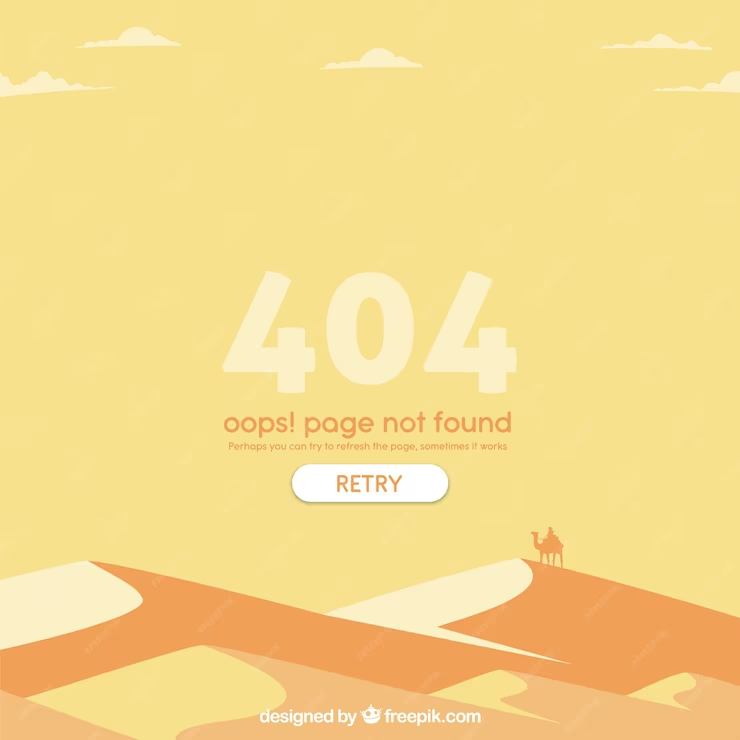 404
oops! page not found
Perhaps you can try to refresh the page, sometimes it works
RETRY
designed by freepik.com